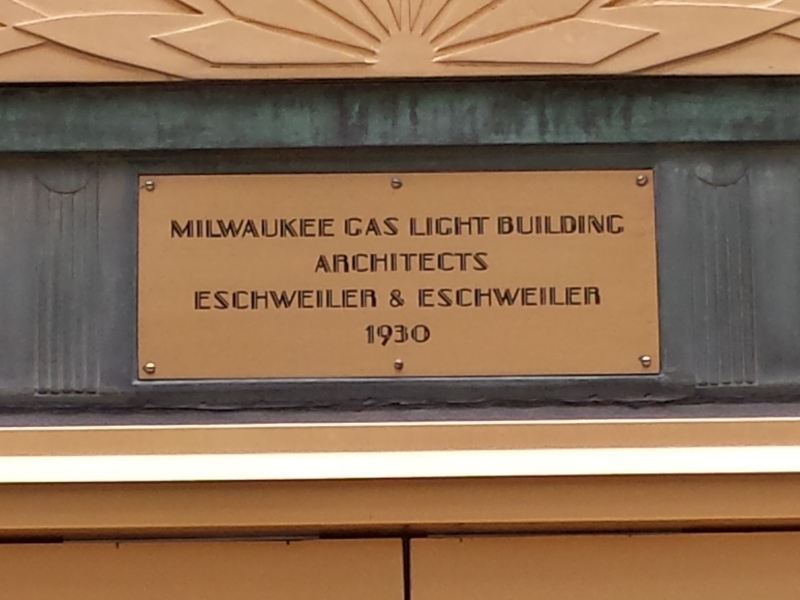 MILWAUKEE GAS LIGHT BUILDING
ARCHITECTS
ESCHWEILER & ESCHWEILER
1930